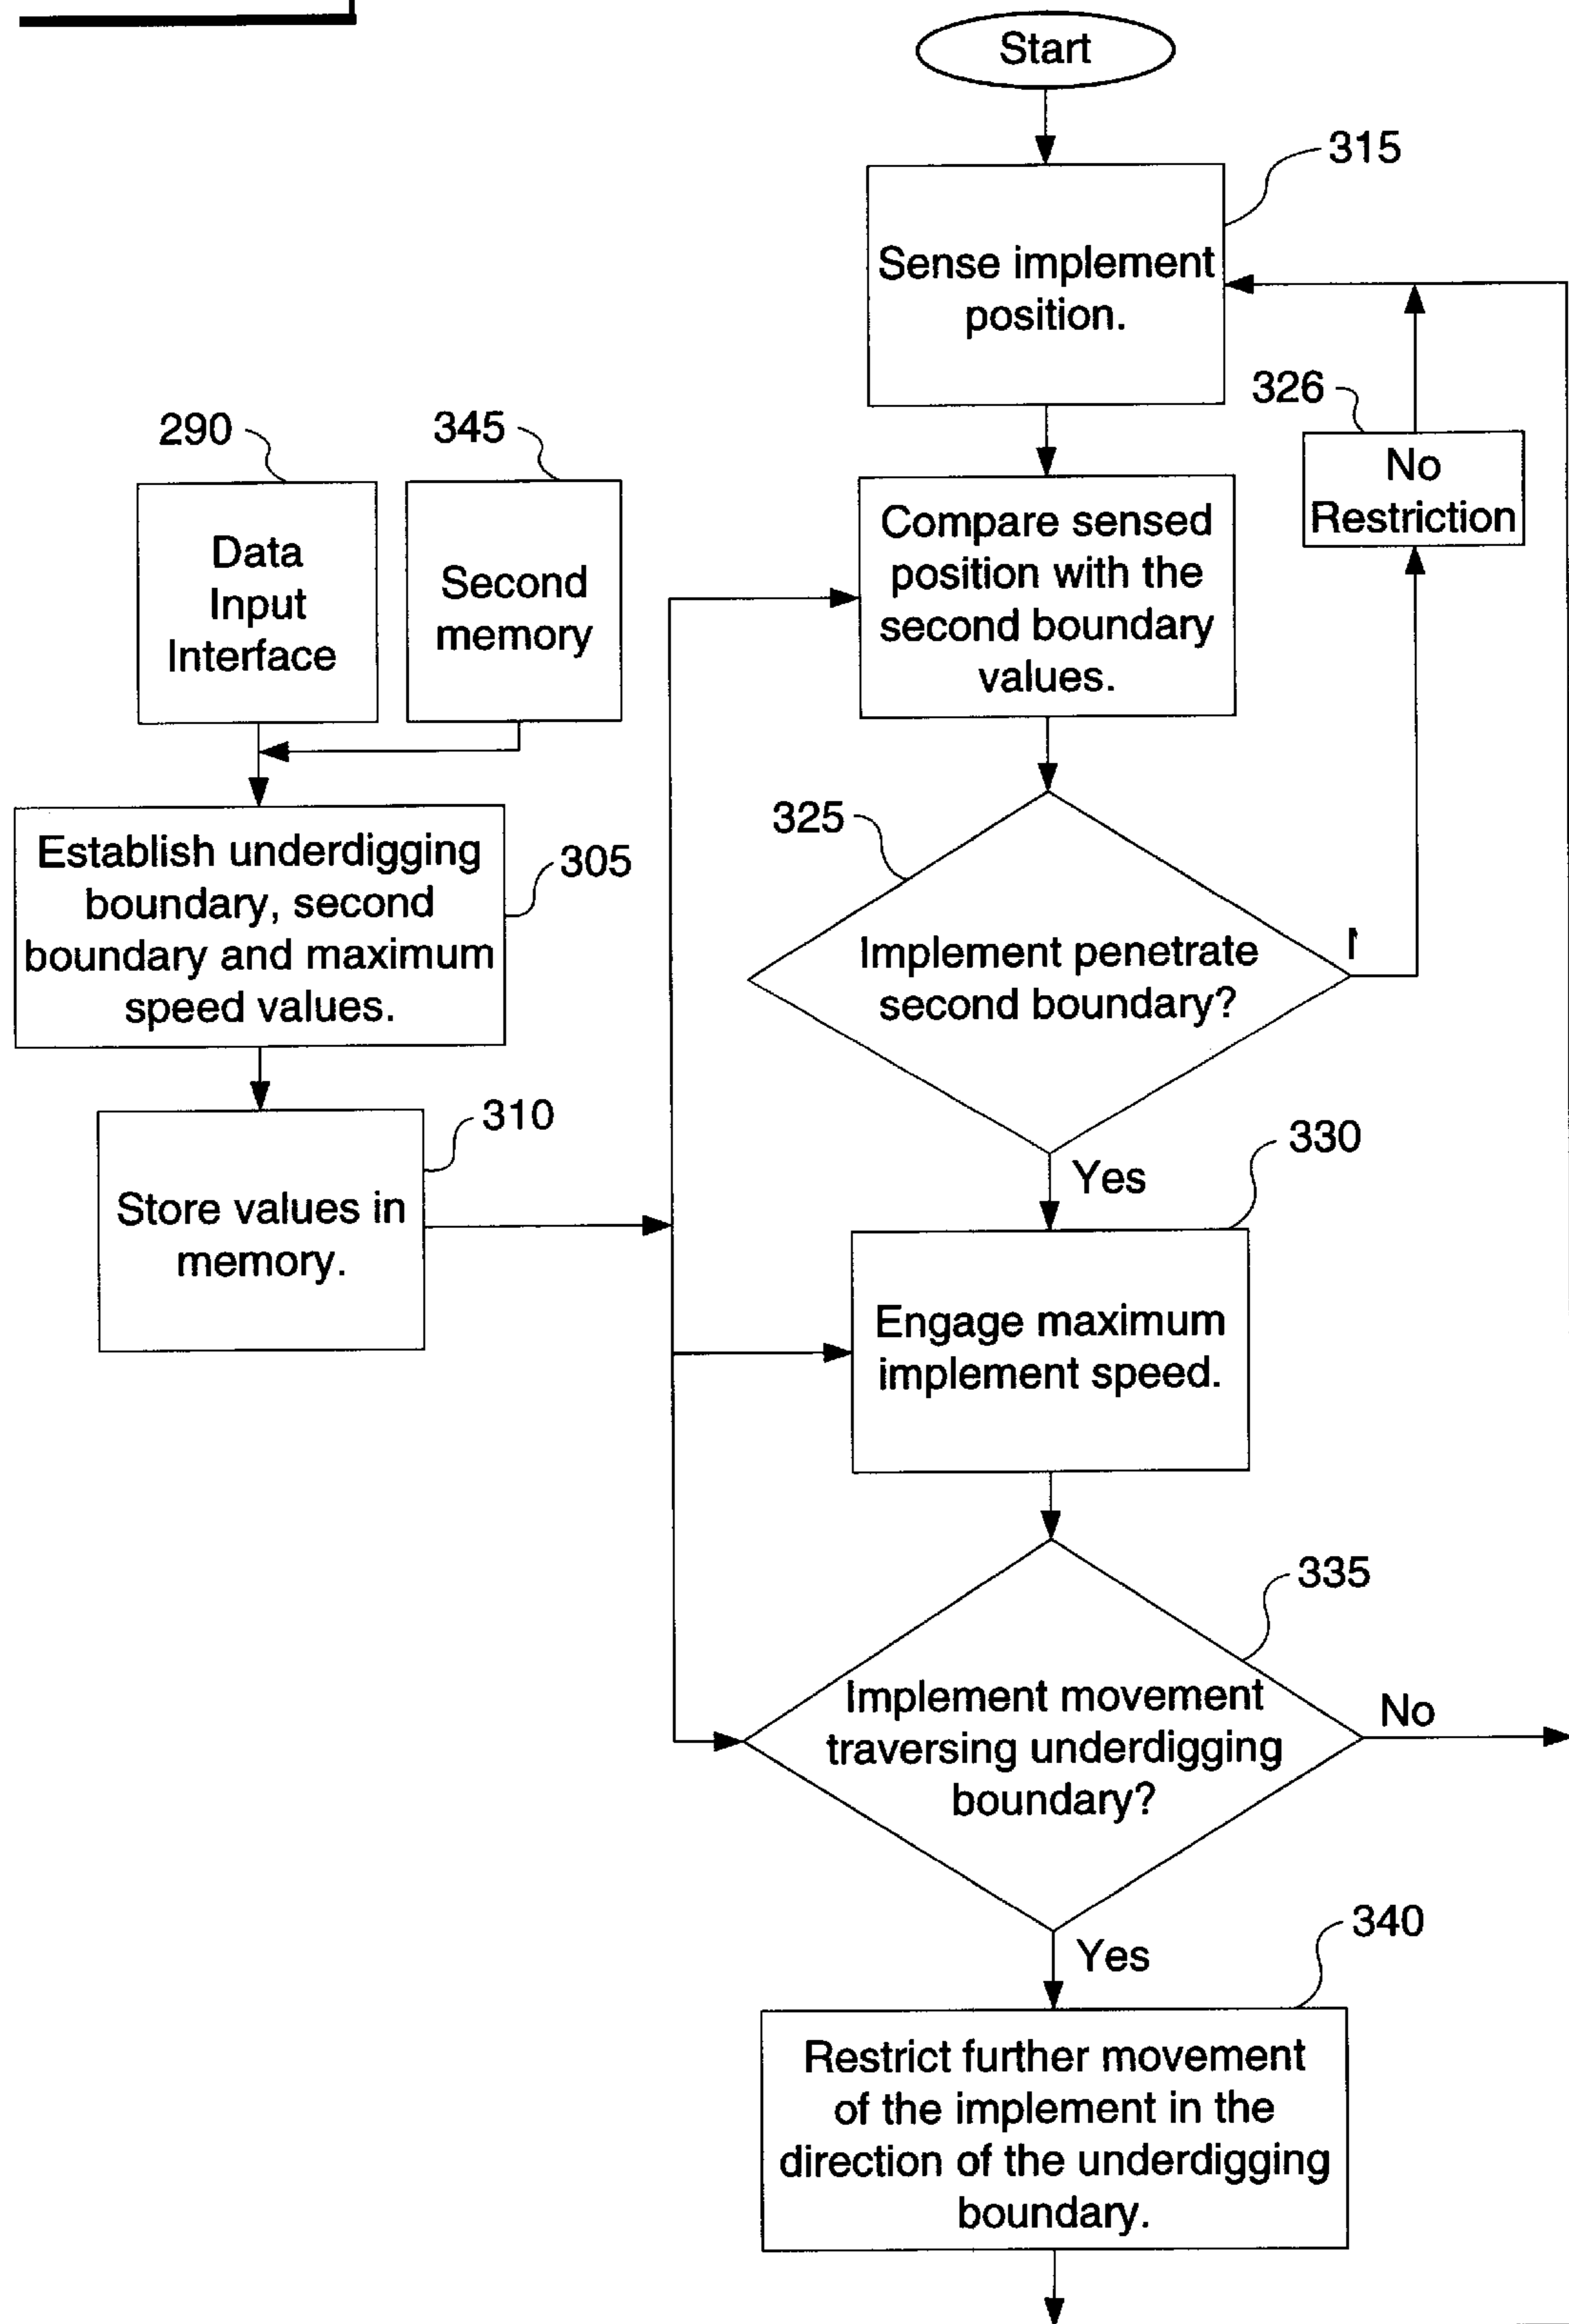 Start
315
Sense implement
position.
326
No
Restriction
290
345
Data
Input
Interface
Second
memory
Compare sensed
position with the
second boundary
values.
Establish underdigging
boundary, second
boundary and maximum
speed values.
305
325
Implement penetrate
second boundary?
310
Store values in
memory.
Yes
330
Engage maximum
implement speed.
335
Implement movement
traversing underdigging
boundary?
No
Yes
340
Restrict further movement
of the implement in the
direction of the underdigging
boundary.